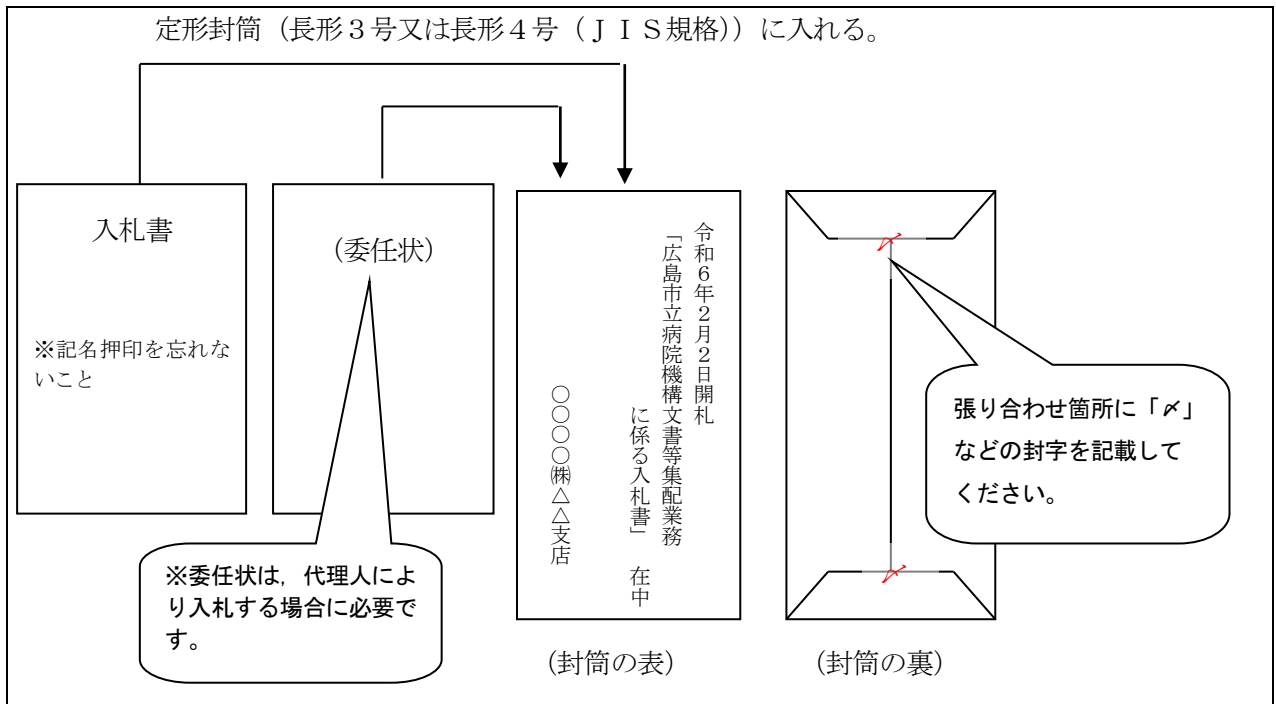 定形封筒（長形３号又は長形４号（ＪＩＳ規格））に入れる。
入札書
※記名押印を忘れな
いこと
（委任状）
※委任状は，代理人によ
り入札する場合に必要で
す。
令和６年２月２日開札
「広島市立病院機構文書等集配業務
に係る入札書」　在中
○○○○㈱△△支店
（封筒の表）
〆
〆
張り合わせ箇所に「〆」
などの封字を記載して
ください。
（封筒の裏）